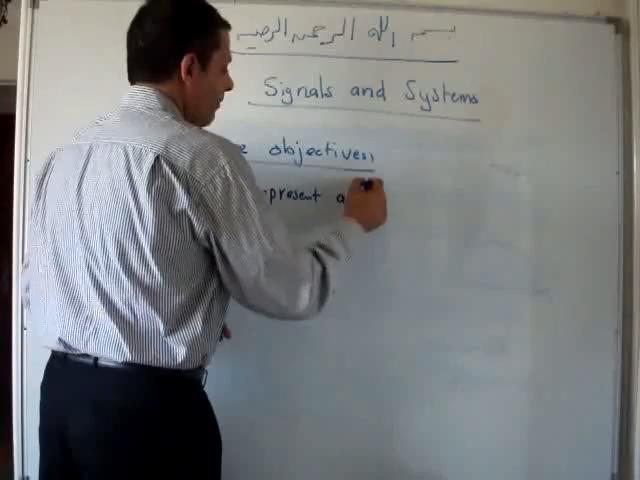 بسم الله الرحمن الرحيم
Signals and Systems
objectives:
present a